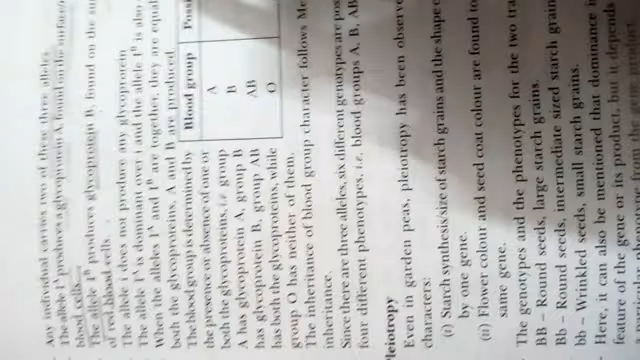 Any individual carries two of these three alleles.
The allele Iᴬ produces a glycoprotein A, found on the surface
blood cells.
The allele Iᴮ produces glycoprotein B, found on the
of red blood cells.
The allele i does not produce any glycoprotein
The allele Iᴬ is dominant over i and the allele Iᴮ is also
When the alleles Iᴬ and Iᴮ are together, they are
both the glycoproteins, A and B are produced
The blood group is determined by
the presence or absence of one or
both the glycoproteins, i.e group
A has glycoprotein A, group B
has glycoprotein B, group AB
has both the glycoproteins, while
group O has neither of them.
Blood group
A
B
AB
O
The inheritance of blood group character follows
inheritance.
Since there are three alleles, six different genotypes are
four different phenotypes, i.e, blood groups A, B, AB
Pleiotropy
Even in garden peas, pleiotropy has been
characters:
(i) Starch synthesis/size of starch grains and the shape
by one gene.
(ii) Flower colour and seed coat colour are found to
same gene.
The genotypes and the phenotypes for the two
BB – Round seeds, large starch grains.
Bb – Round seeds, intermediate sized starch
bb – Wrinkled seeds, small starch grains.
Here, it can also be mentioned that dominance
feature of the gene or its product, but it depends